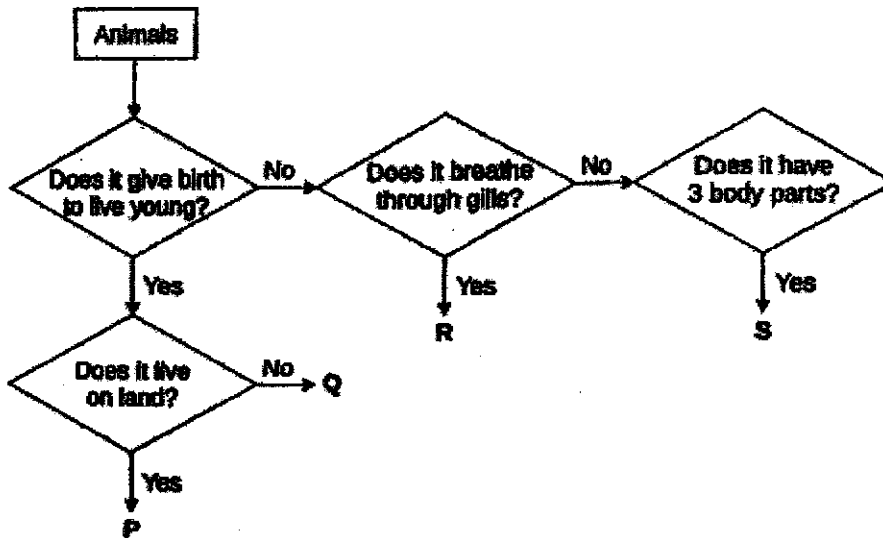 Animals
Does it give birth
to live young?
No
Does it breathe
through gills?
No
Does it have
3 body parts?
Yes
Yes
R
Yes
S
Does it live
on land?
No
Q
Yes
P